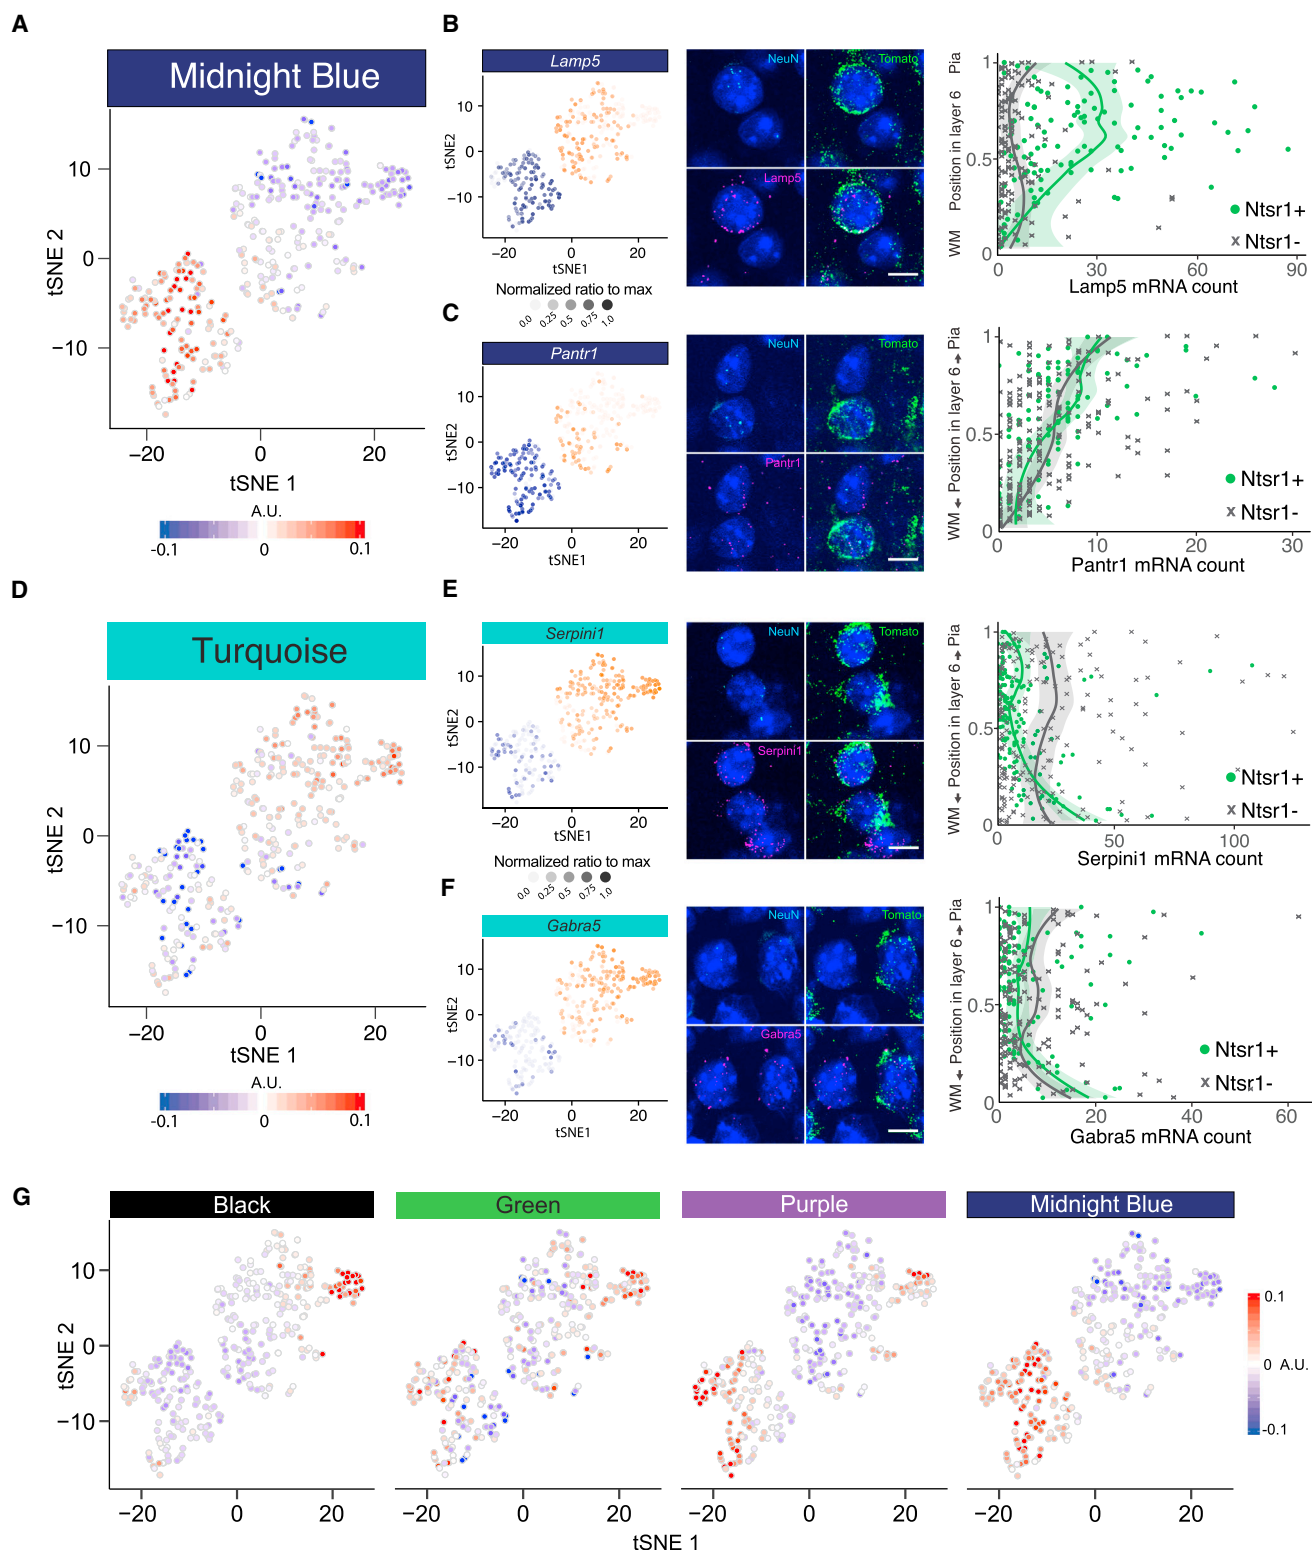 A
Midnight Blue
10
0
−10
tSNE 2
−20 0 20
tSNE 1
A.U.
-0.1 0 0.1
B
Lamp5
10
0
−10
tSNE2
−20 0 20
tSNE1
Normalized ratio to max
0.0 0.25 0.5 0.75 1.0
NeuN
Tomato
Lamp5
WM Position in layer 6 Pia
1
0.5
0
Ntsr1+
Ntsr1-
0 30 60 90
Lamp5 mRNA count
C
Pantr1
10
0
−10
tSNE2
−20 0 20
tSNE1
NeuN
Tomato
Pantr1
WM Position in layer 6 Pia
1
0.5
0
Ntsr1+
Ntsr1-
0 10 20 30
Pantr1 mRNA count
D
Turquoise
10
0
−10
tSNE 2
−20 0 20
tSNE 1
A.U.
-0.1 0 0.1
E
Serpini1
10
0
−10
tSNE2
−20 0 20
tSNE1
Normalized ratio to max
0.0 0.25 0.5 0.75 1.0
NeuN
Tomato
Serpini1
WM Position in layer 6 Pia
1
0.5
0
Ntsr1+
Ntsr1-
0 50 100
Serpini1 mRNA count
F
Gabra5
10
0
−10
tSNE2
−20 0 20
tSNE1
NeuN
Tomato
Gabra5
WM Position in layer 6 Pia
1
0.5
0
Ntsr1+
Ntsr1-
0 20 40 60
Gabra5 mRNA count
G
Black
Green
Purple
Midnight Blue
10
0
−10
tSNE 2
−20 0 20
−20 0 20
−20 0 20
−20 0 20
tSNE 1
0.1
0 A.U.
-0.1